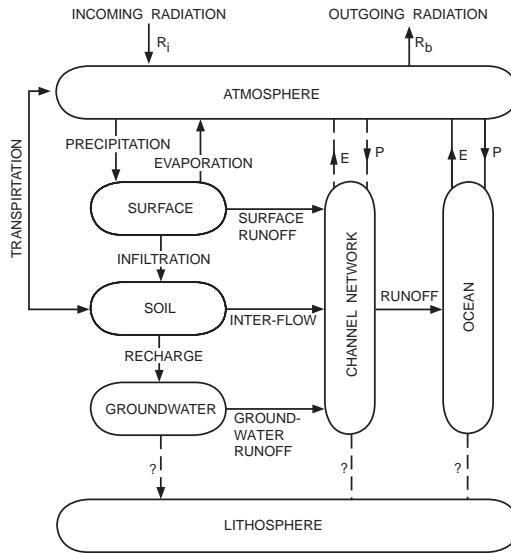 INCOMING RADIATION
OUTGOING RADIATION
Ri
Rb
ATMOSPHERE
PRECIPITATION
EVAPORATION
E
P
E
P
TRANSPIRTATION
SURFACE
SURFACE
RUNOFF
INFILTRATION
SOIL
INTER-FLOW
CHANNEL NETWORK
RUNOFF
OCEAN
RECHARGE
GROUNDWATER
GROUND-
WATER
RUNOFF
?
?
?
LITHOSPHERE